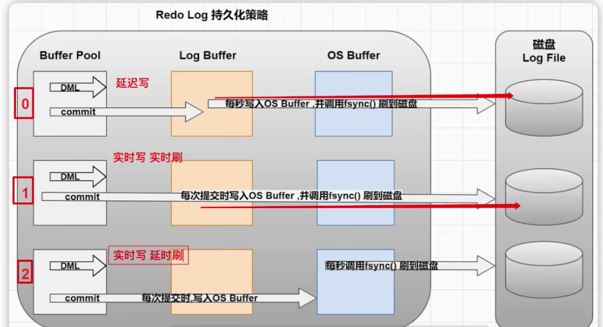 Redo Log 持久化策略
Buffer Pool
Log Buffer
OS Buffer
磁盘
Log File
0
DML
延迟写
commit
每秒写入OS Buffer ,并调用fsync() 刷到磁盘
实时写 实时刷
1
DML
commit
每次提交时写入OS Buffer ,并调用fsync() 刷到磁盘
2
DML
实时写 延时刷
每秒调用fsync() 刷到磁盘
commit
每次提交时,写入OS Buffer